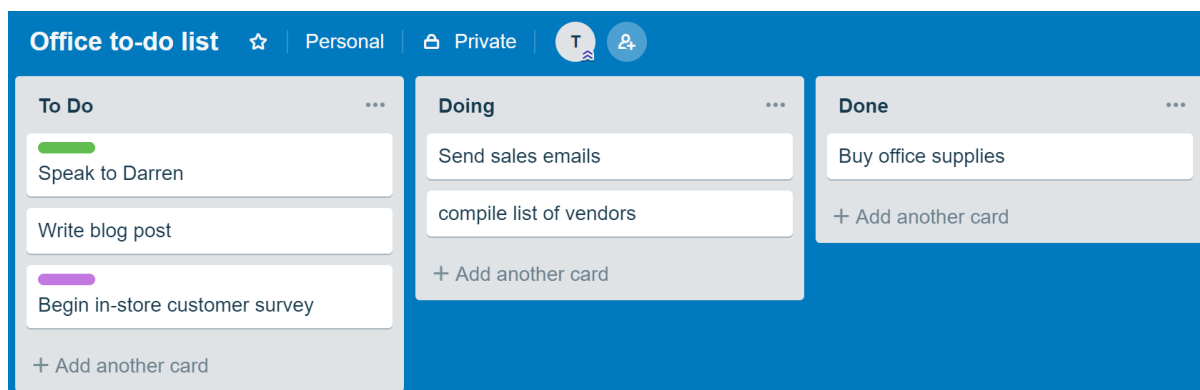 Office to-do list Personal Private T
To Do
Speak to Darren
Write blog post
Begin in-store customer survey
+ Add another card
Doing
Send sales emails
compile list of vendors
+ Add another card
Done
Buy office supplies
+ Add another card